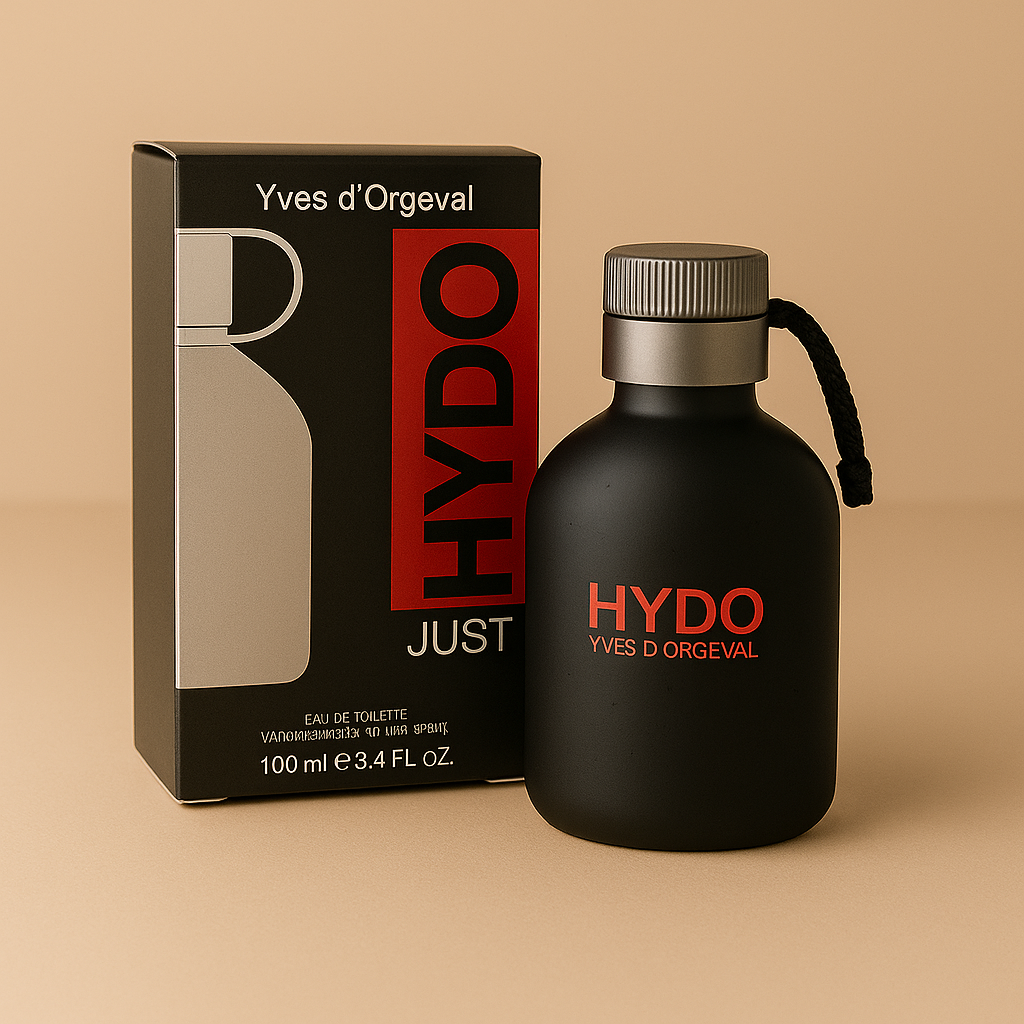 Yves d’Orgeval
HYDO
JUST
EAU DE TOILETTE
100 ml ℮ 3.4 FL oZ.
HYDO
YVES D ORGEVAL